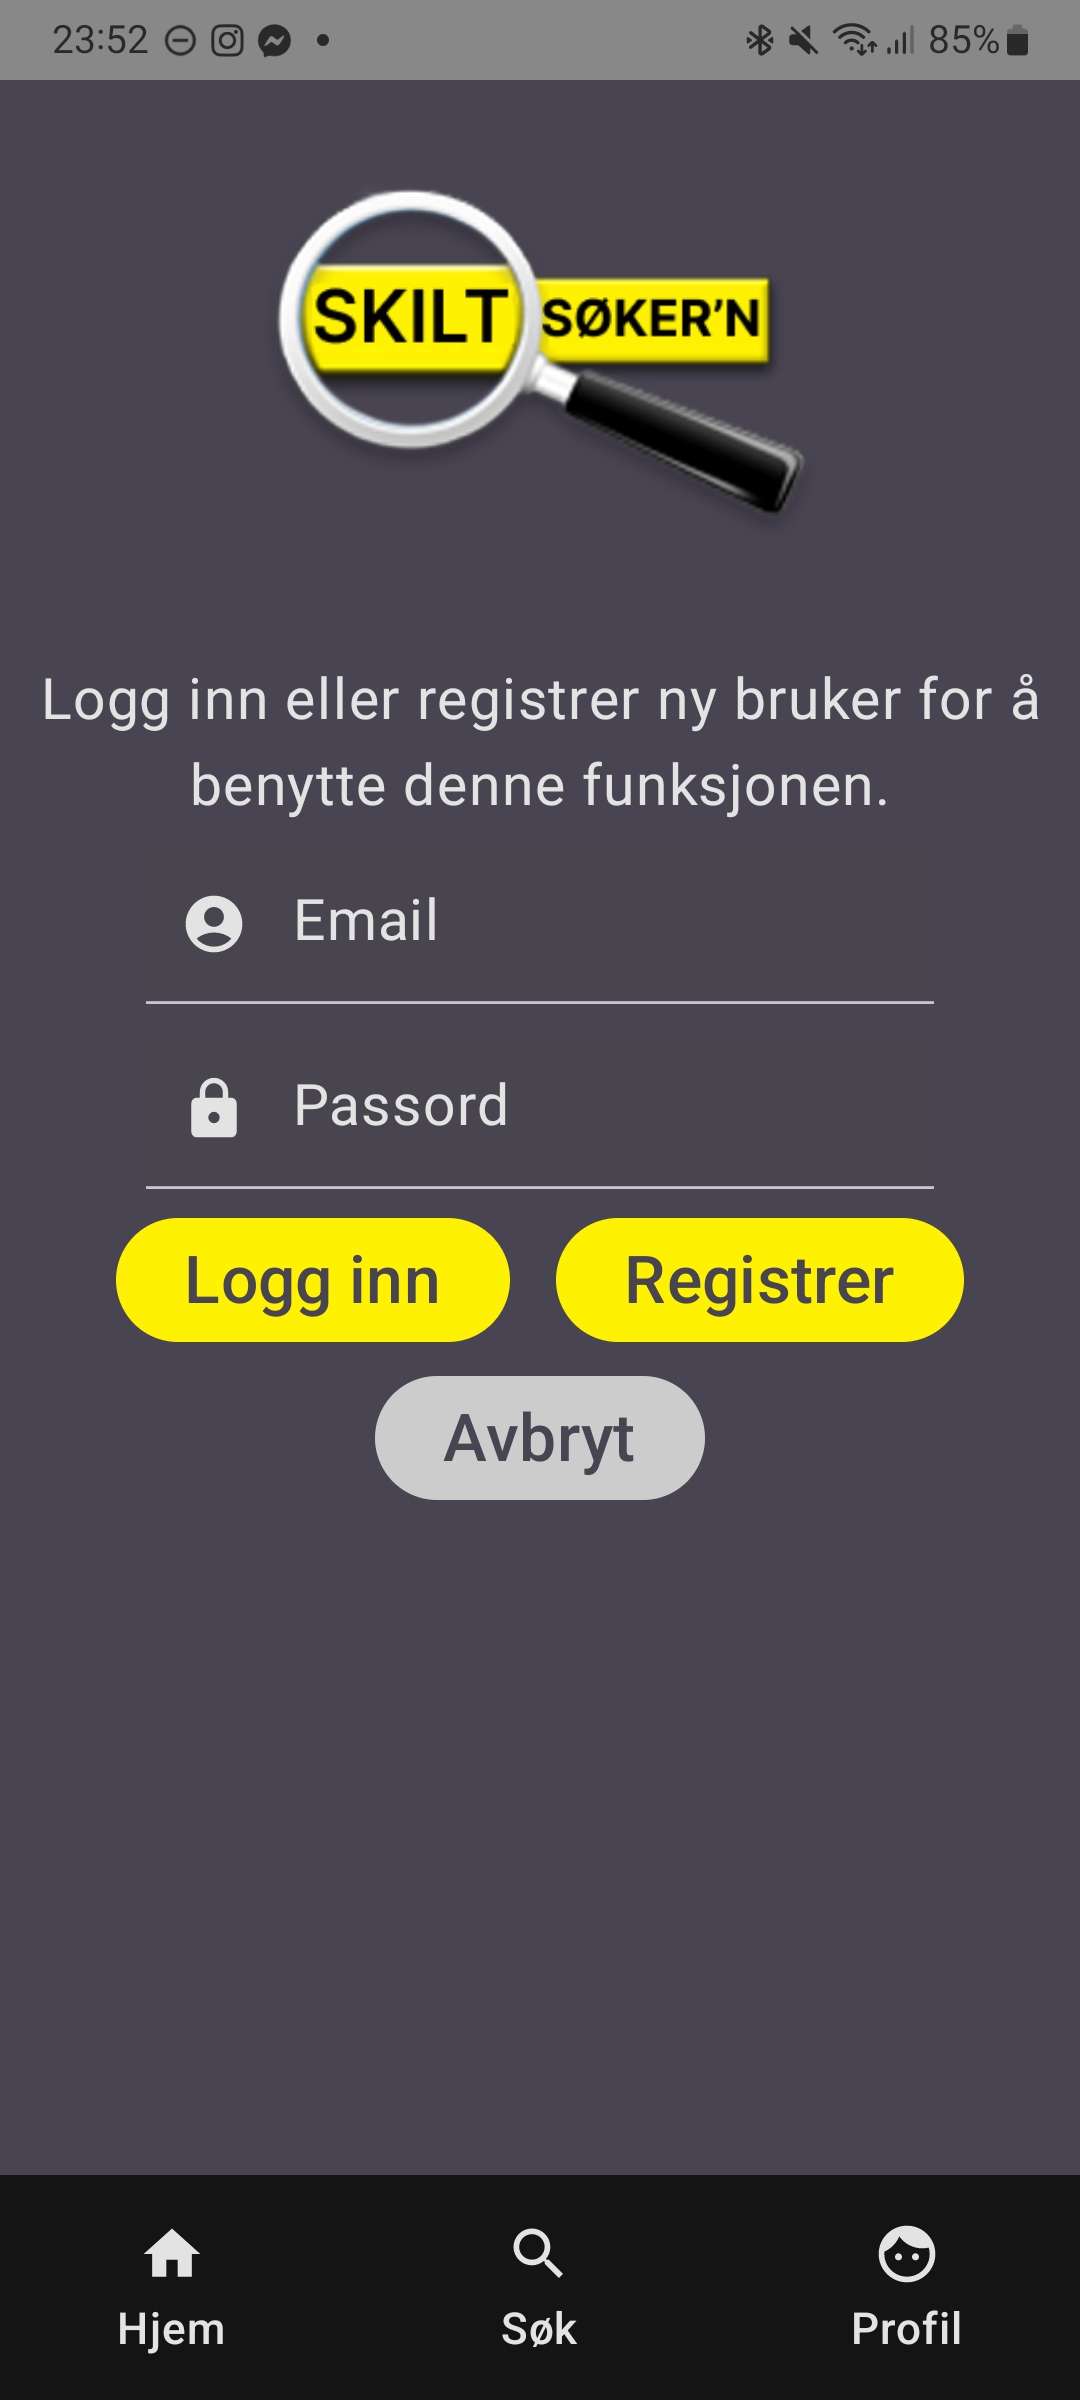 23:52
85%
SKILT SØKER'N
Logg inn eller registrer ny bruker for å
benytte denne funksjonen.
Email
Passord
Logg inn Registrer
Avbryt
Hjem Søk Profil